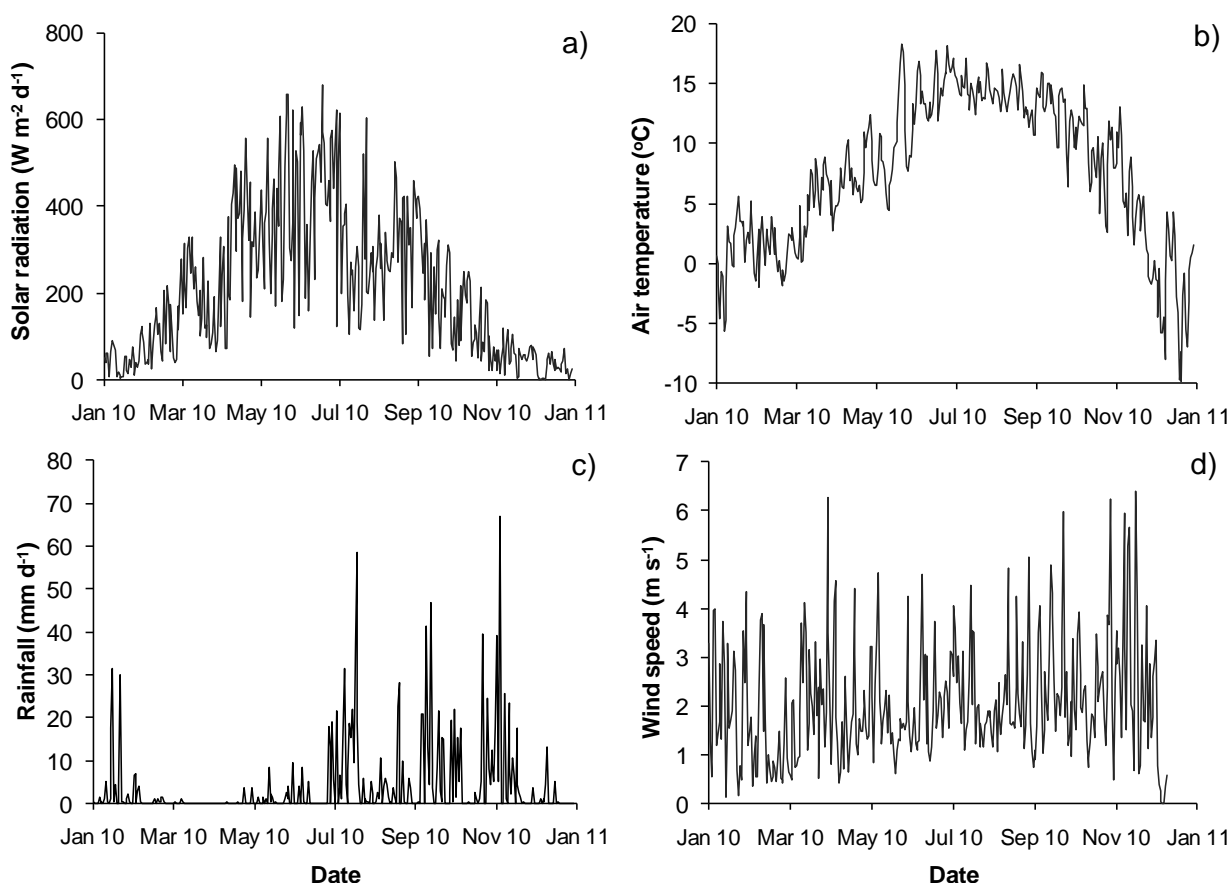 a)
Solar radiation (W m-2 d-1)
800
600
400
200
0
Jan 10 Mar 10 May 10 Jul 10 Sep 10 Nov 10 Jan 11
b)
Air temperature (oC)
20
15
10
5
0
-5
-10
Jan 10 Mar 10 May 10 Jul 10 Sep 10 Nov 10 Jan 11
c)
Rainfall (mm d-1)
80
70
60
50
40
30
20
10
0
Jan 10 Mar 10 May 10 Jul 10 Sep 10 Nov 10 Jan 11
Date
d)
Wind speed (m s-1)
7
6
5
4
3
2
1
0
Jan 10 Mar 10 May 10 Jul 10 Sep 10 Nov 10 Jan 11
Date